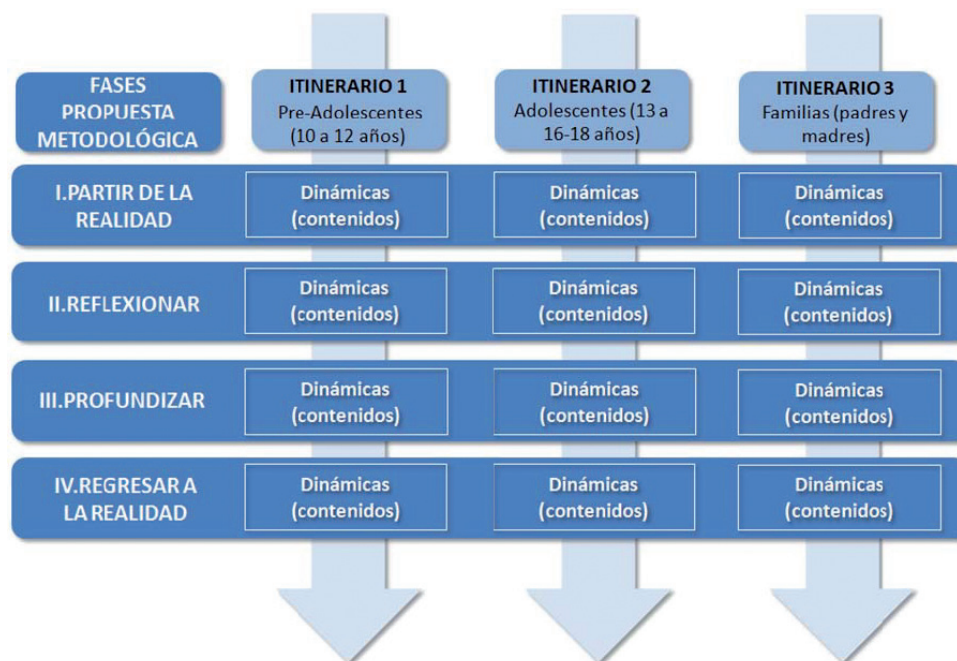 FASES
PROPUESTA
METODOLÓGICA
ITINERARIO 1
Pre-Adolescentes
(10 a 12 años)
ITINERARIO 2
Adolescentes (13 a
16-18 años)
ITINERARIO 3
Familias (padres y
madres)
I.PARTIR DE LA
REALIDAD
Dinámicas
(contenidos)
Dinámicas
(contenidos)
Dinámicas
(contenidos)
II.REFLEXIONAR
Dinámicas
(contenidos)
Dinámicas
(contenidos)
Dinámicas
(contenidos)
III.PROFUNDIZAR
Dinámicas
(contenidos)
Dinámicas
(contenidos)
Dinámicas
(contenidos)
IV.REGRESAR A
LA REALIDAD
Dinámicas
(contenidos)
Dinámicas
(contenidos)
Dinámicas
(contenidos)